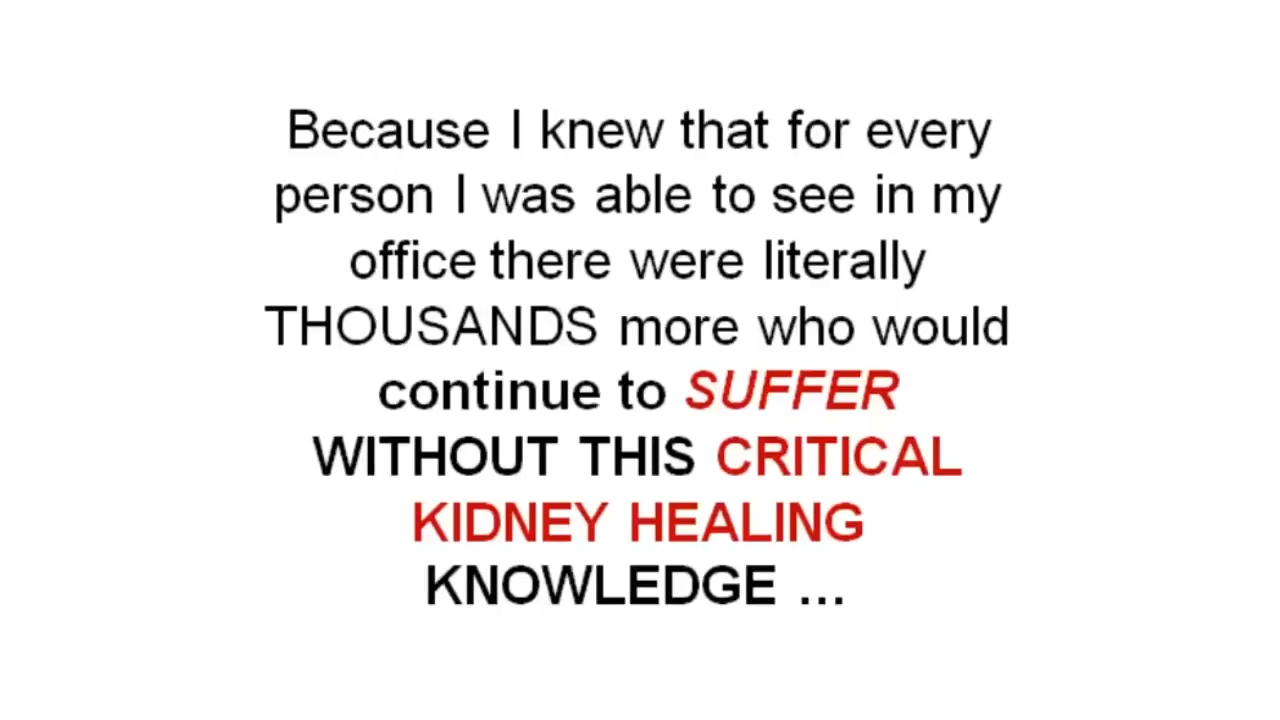 Because I knew that for every
person I was able to see in my
office there were literally
THOUSANDS more who would
continue to SUFFER
WITHOUT THIS CRITICAL
KIDNEY HEALING
KNOWLEDGE ...